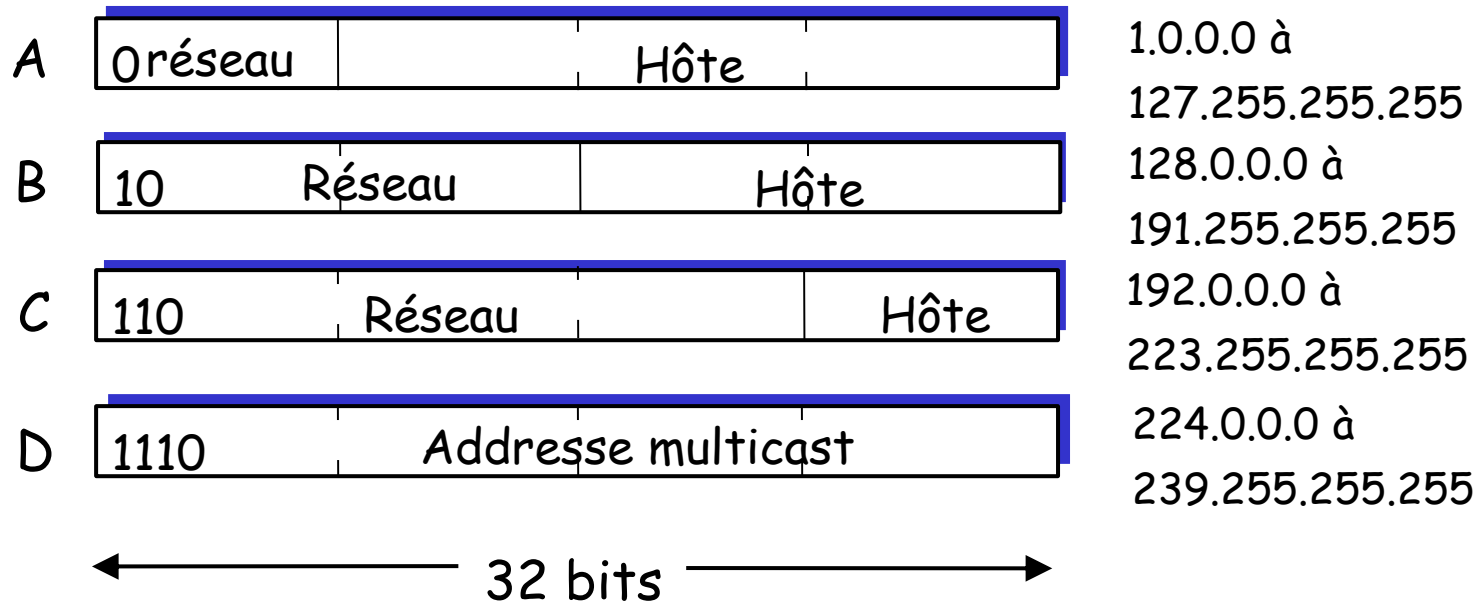 A 0 réseau Hôte 1.0.0.0 à
127.255.255.255
B 10 Réseau Hôte 128.0.0.0 à
191.255.255.255
C 110 Réseau Hôte 192.0.0.0 à
223.255.255.255
D 1110 Addresse multicast 224.0.0.0 à
239.255.255.255
32 bits